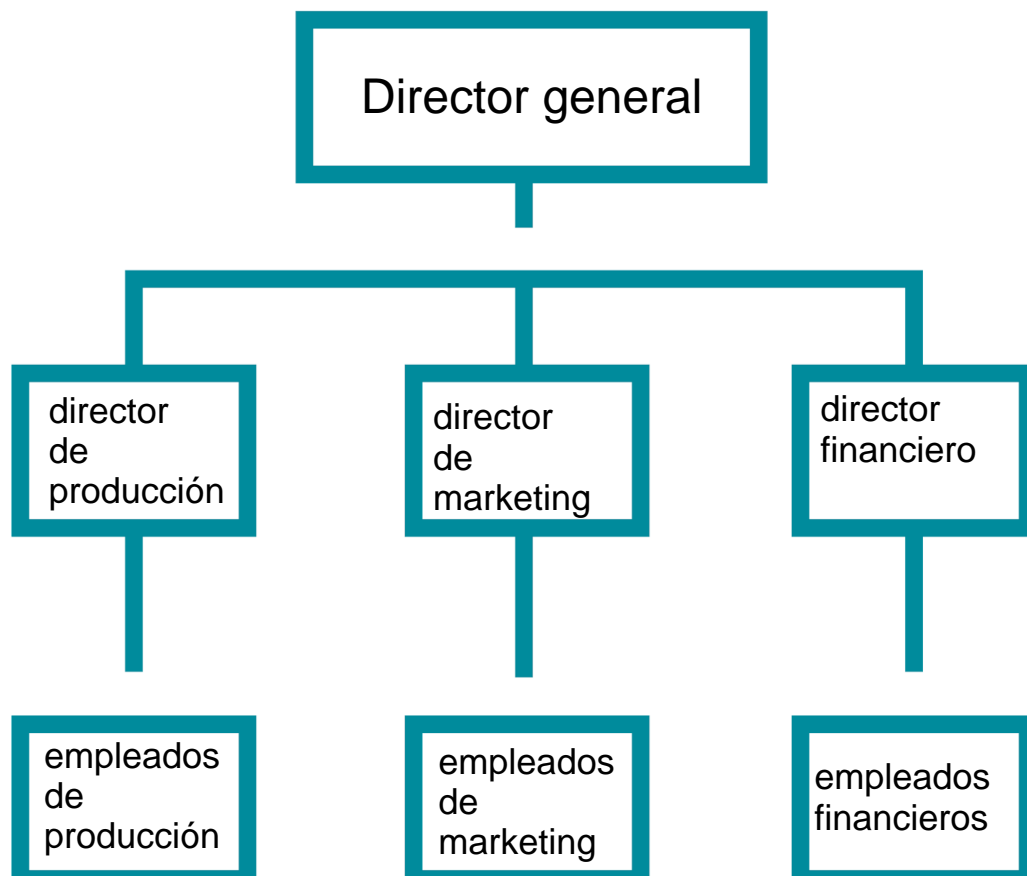 Director general
director
de
producción
director
de
marketing
director
financiero
empleados
de
producción
empleados
de
marketing
empleados
financieros